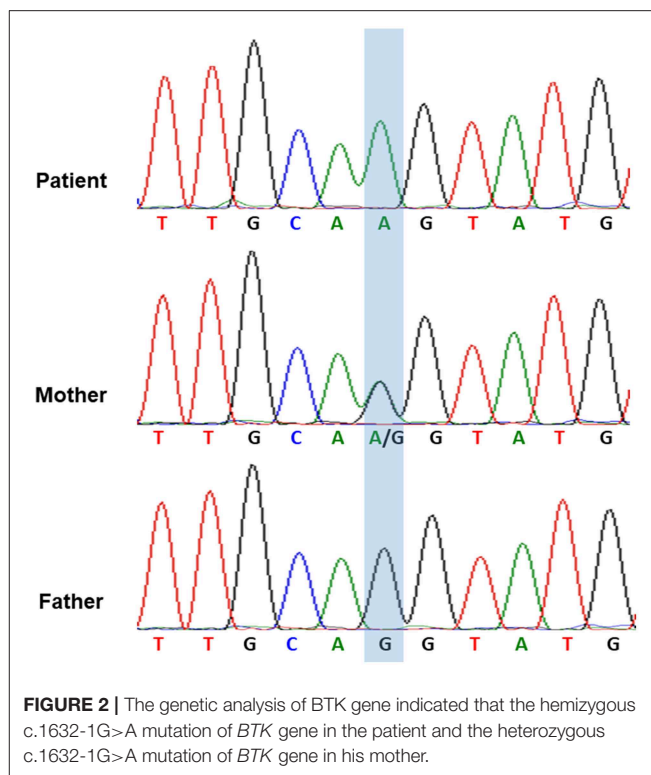 Patient
T T G C A A G T A T G
Mother
T T G C A A/G G T A T G
Father
T T G C A G G T A T G
FIGURE 2 | The genetic analysis of BTK gene indicated that the hemizygous
c.1632-1G>A mutation of BTK gene in the patient and the heterozygous
c.1632-1G>A mutation of BTK gene in his mother.